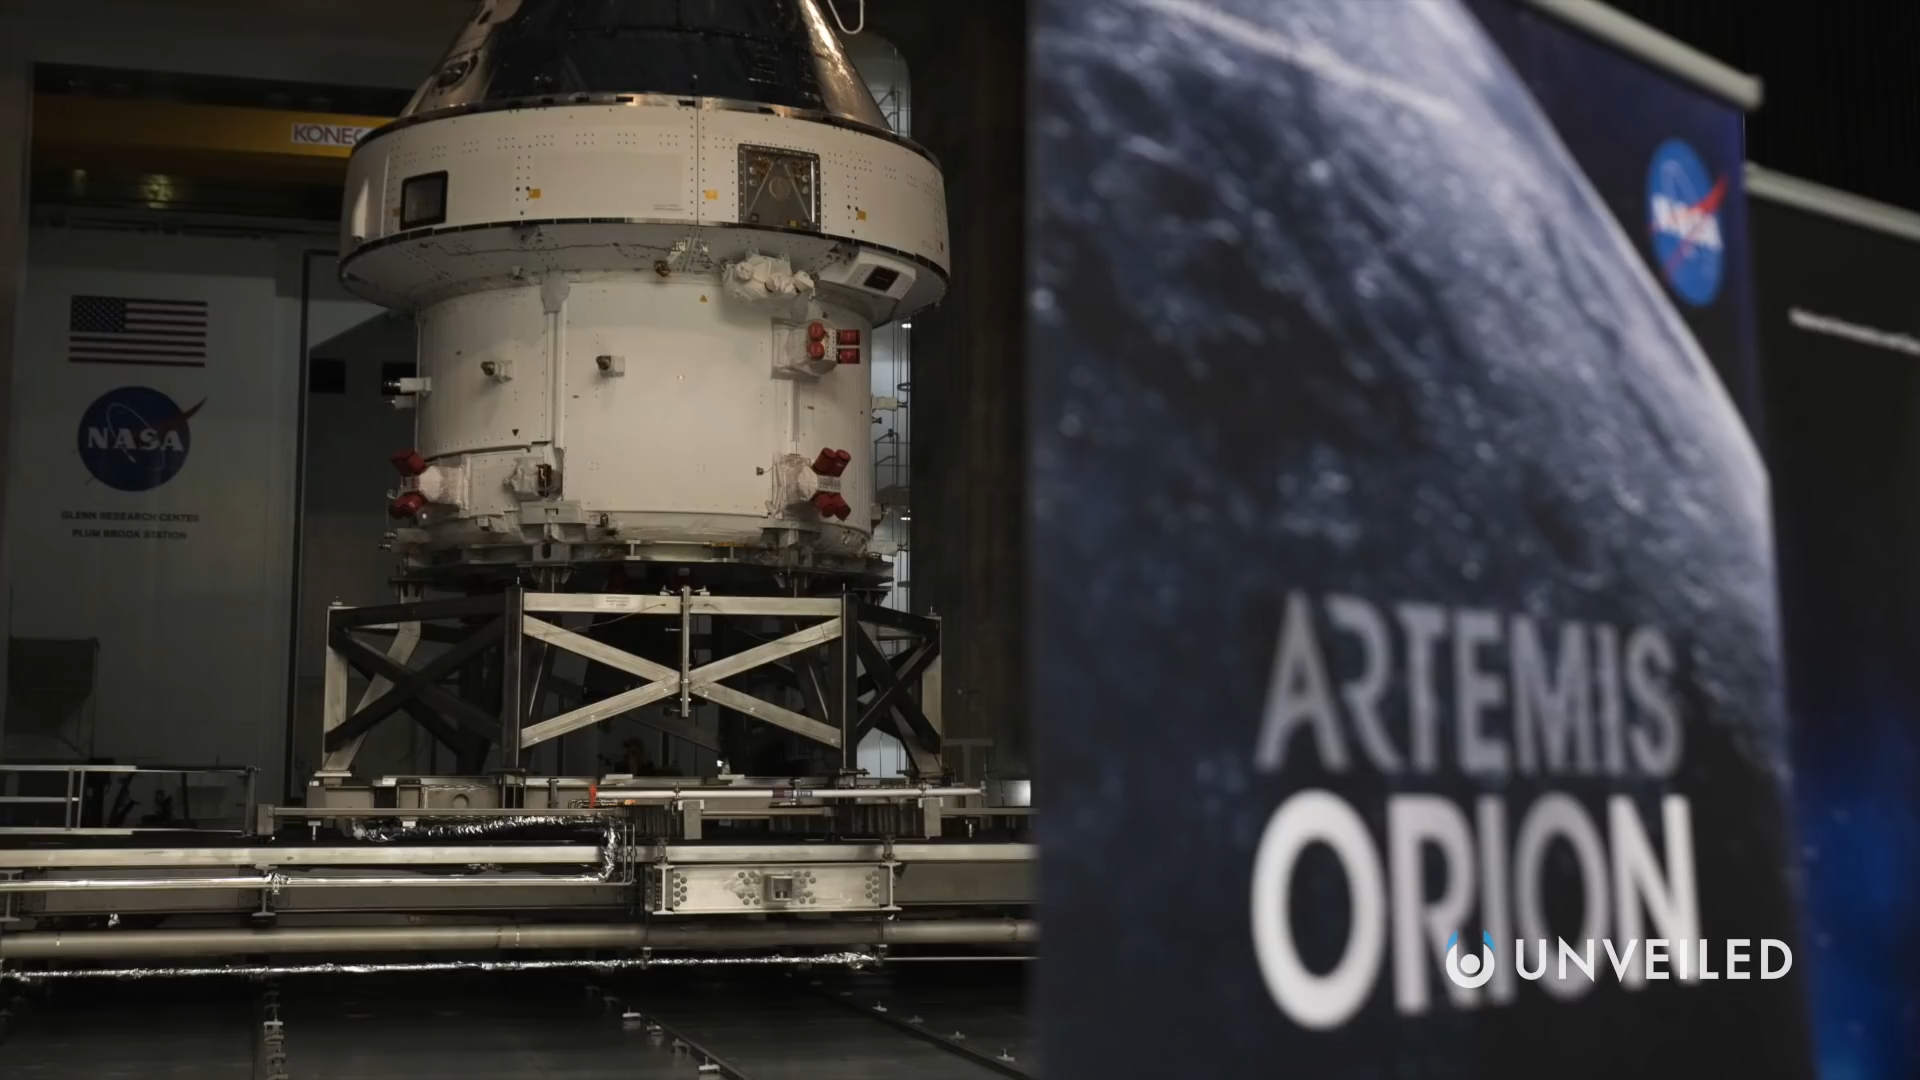 KONEC
NASA
GLENN RESEARCH CENTER
PLUM BROOK STATION
NASA
ARTEMIS
ORION
UNVEILED